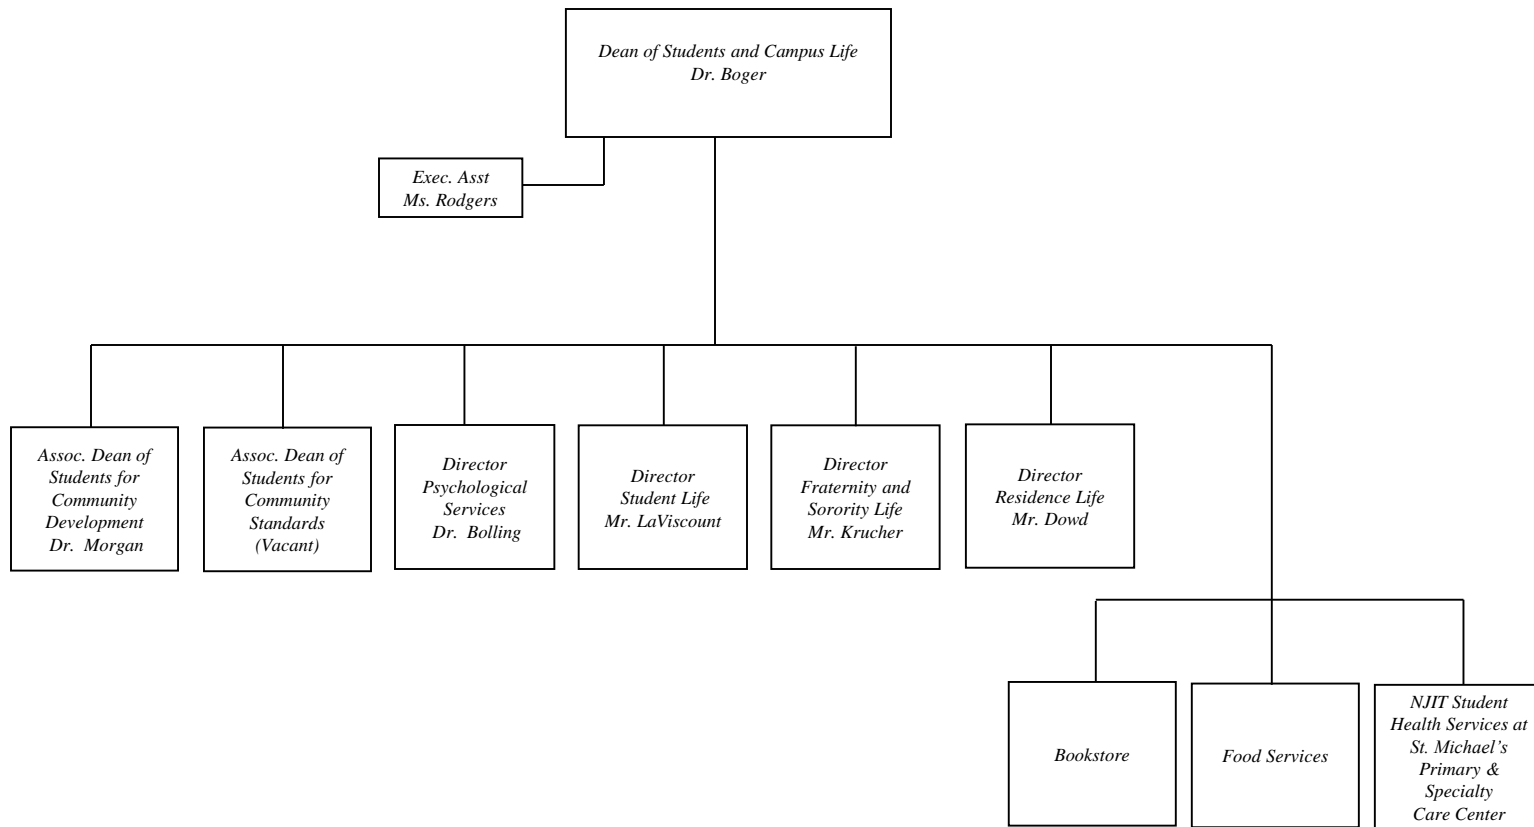 Dean of Students and Campus Life
Dr. Boger
Exec. Asst
Ms. Rodgers
Assoc. Dean of
Students for
Community
Development
Dr. Morgan
Assoc. Dean of
Students for
Community
Standards
(Vacant)
Director
Psychological
Services
Dr. Bolling
Director
Student Life
Mr. LaViscount
Director
Fraternity and
Sorority Life
Mr. Krucher
Director
Residence Life
Mr. Dowd
Bookstore
Food Services
NJIT Student
Health Services at
St. Michael’s
Primary &
Specialty
Care Center